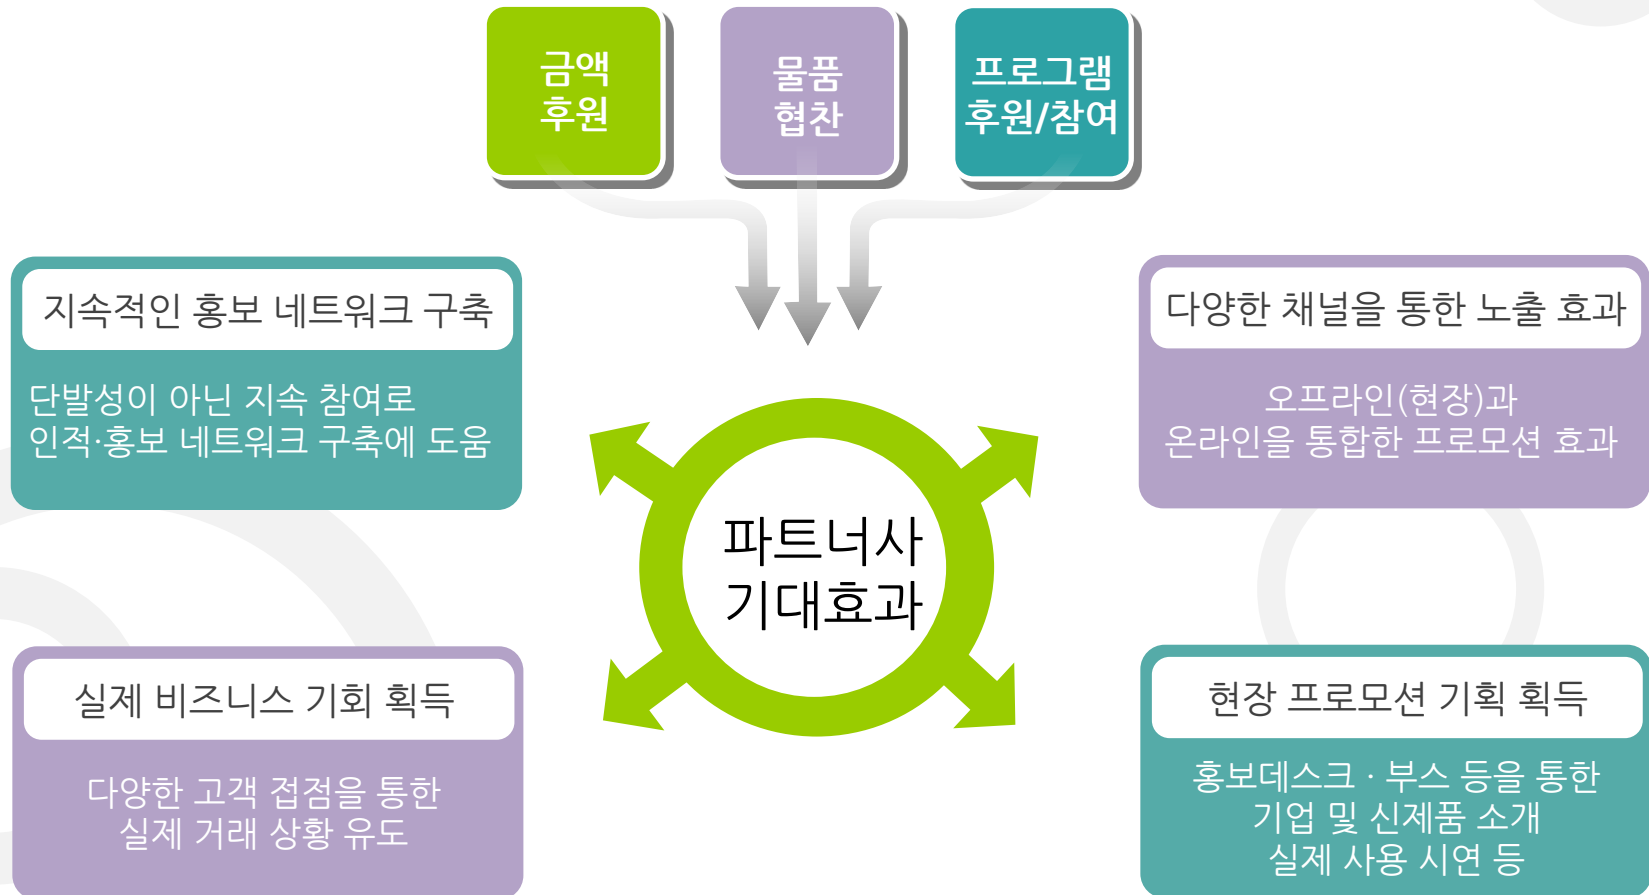 금액
후원
물품
협찬
프로그램
후원/참여
지속적인 홍보 네트워크 구축
단발성이 아닌 지속 참여로
인적·홍보 네트워크 구축에 도움
다양한 채널을 통한 노출 효과
오프라인(현장)과
온라인을 통합한 프로모션 효과
파트너사
기대효과
실제 비즈니스 기회 획득
다양한 고객 접점을 통한
실제 거래 상황 유도
현장 프로모션 기획 획득
홍보데스크 · 부스 등을 통한
기업 및 신제품 소개
실제 사용 시연 등